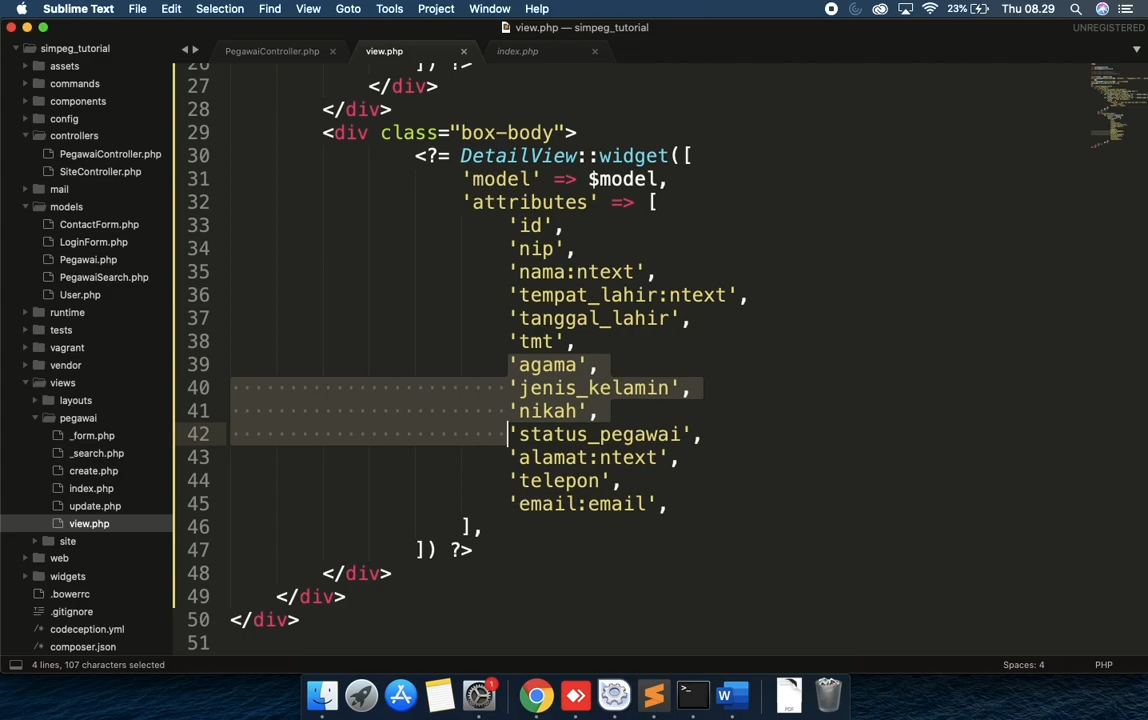 Sublime Text File Edit Selection Find View Goto Tools Project Window Help 23% Thu 08.29
view.php — simpeg_tutorial UNREGISTERED
simpeg_tutorial
assets
commands
components
config
controllers
PegawaiController.php
SiteController.php
mail
models
ContactForm.php
LoginForm.php
Pegawai.php
PegawaiSearch.php
User.php
runtime
tests
vagrant
vendor
views
layouts
pegawai
_form.php
_search.php
create.php
index.php
update.php
view.php
site
web
widgets
.bowerrc
.gitignore
codeception.yml
composer.json
PegawaiController.php view.php index.php
26 ]) ?>
27 </div>
28 </div>
29 <div class="box-body">
30 <?= DetailView::widget([
31 'model' => $model,
32 'attributes' => [
33 'id',
34 'nip',
35 'nama:ntext',
36 'tempat_lahir:ntext',
37 'tanggal_lahir',
38 'tmt',
39 'agama',
40 'jenis_kelamin',
41 'nikah',
42 'status_pegawai',
43 'alamat:ntext',
44 'telepon',
45 'email:email',
46 ],
47 ]) ?>
48 </div>
49 </div>
50 </div>
51
4 lines, 107 characters selected Spaces: 4 PHP
1
PDF